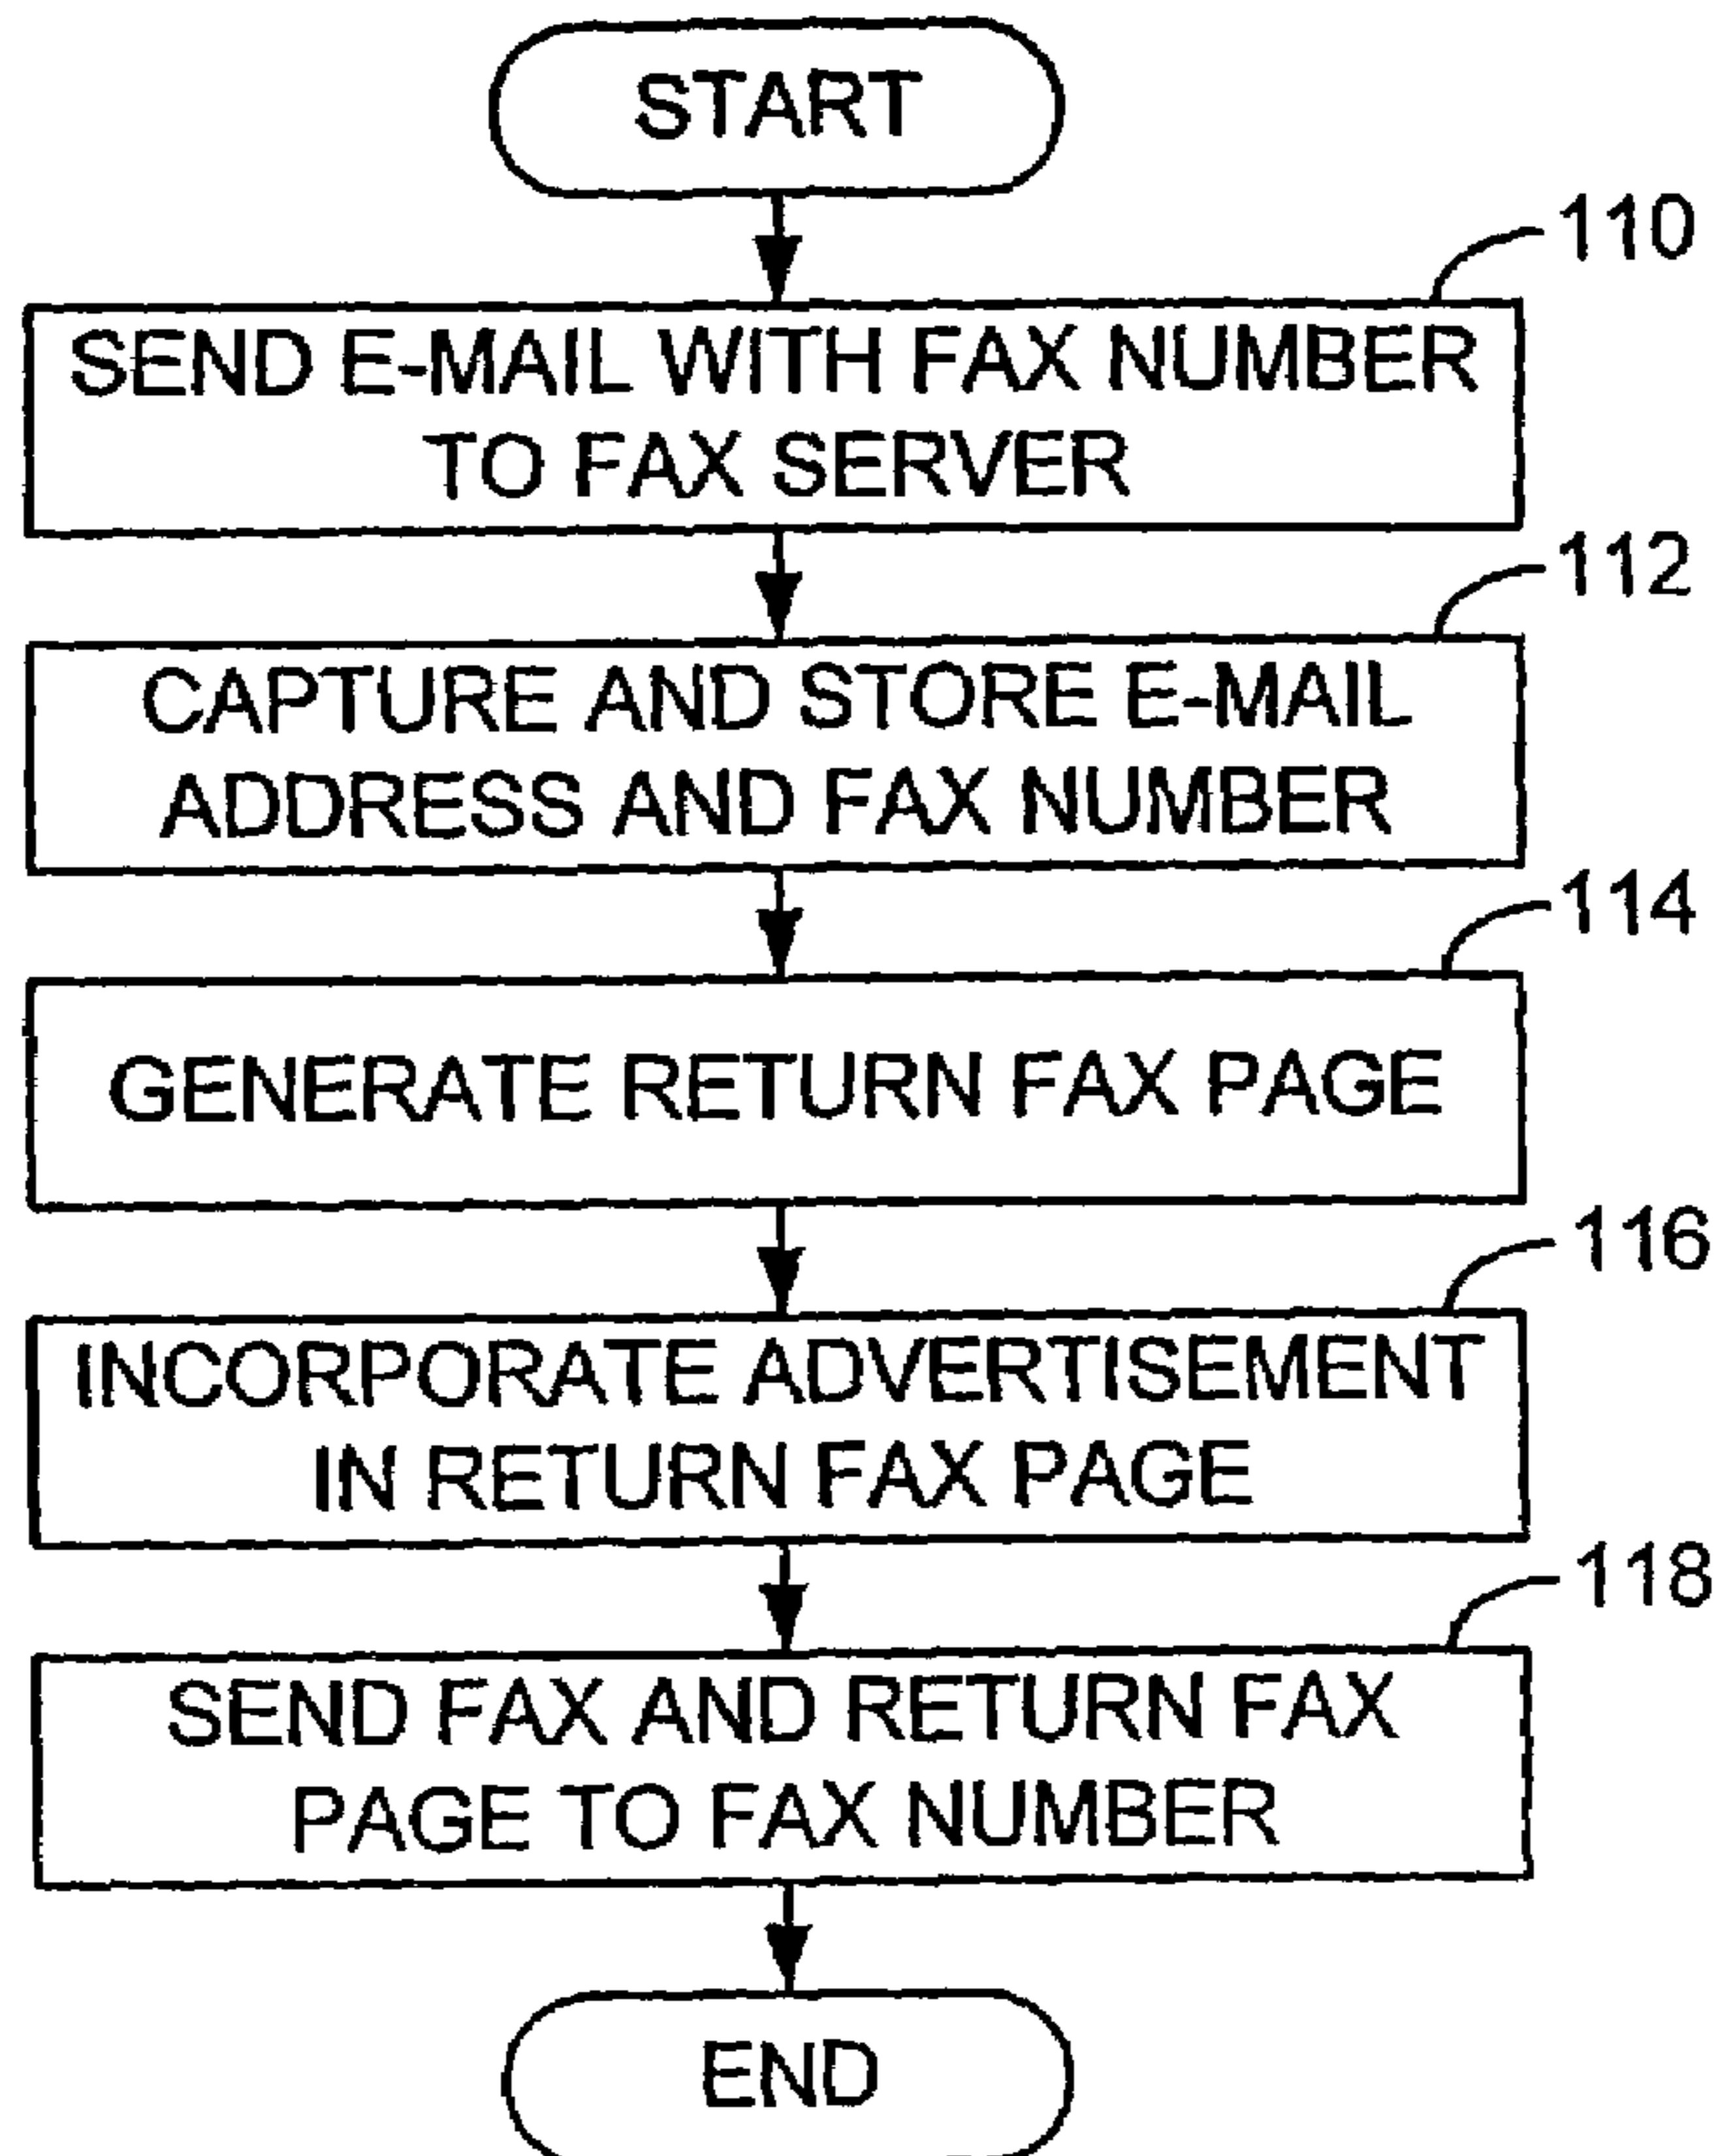 START
110
SEND E-MAIL WITH FAX NUMBER
TO FAX SERVER
112
CAPTURE AND STORE E-MAIL
ADDRESS AND FAX NUMBER
114
GENERATE RETURN FAX PAGE
116
INCORPORATE ADVERTISEMENT
IN RETURN FAX PAGE
118
SEND FAX AND RETURN FAX
PAGE TO FAX NUMBER
END